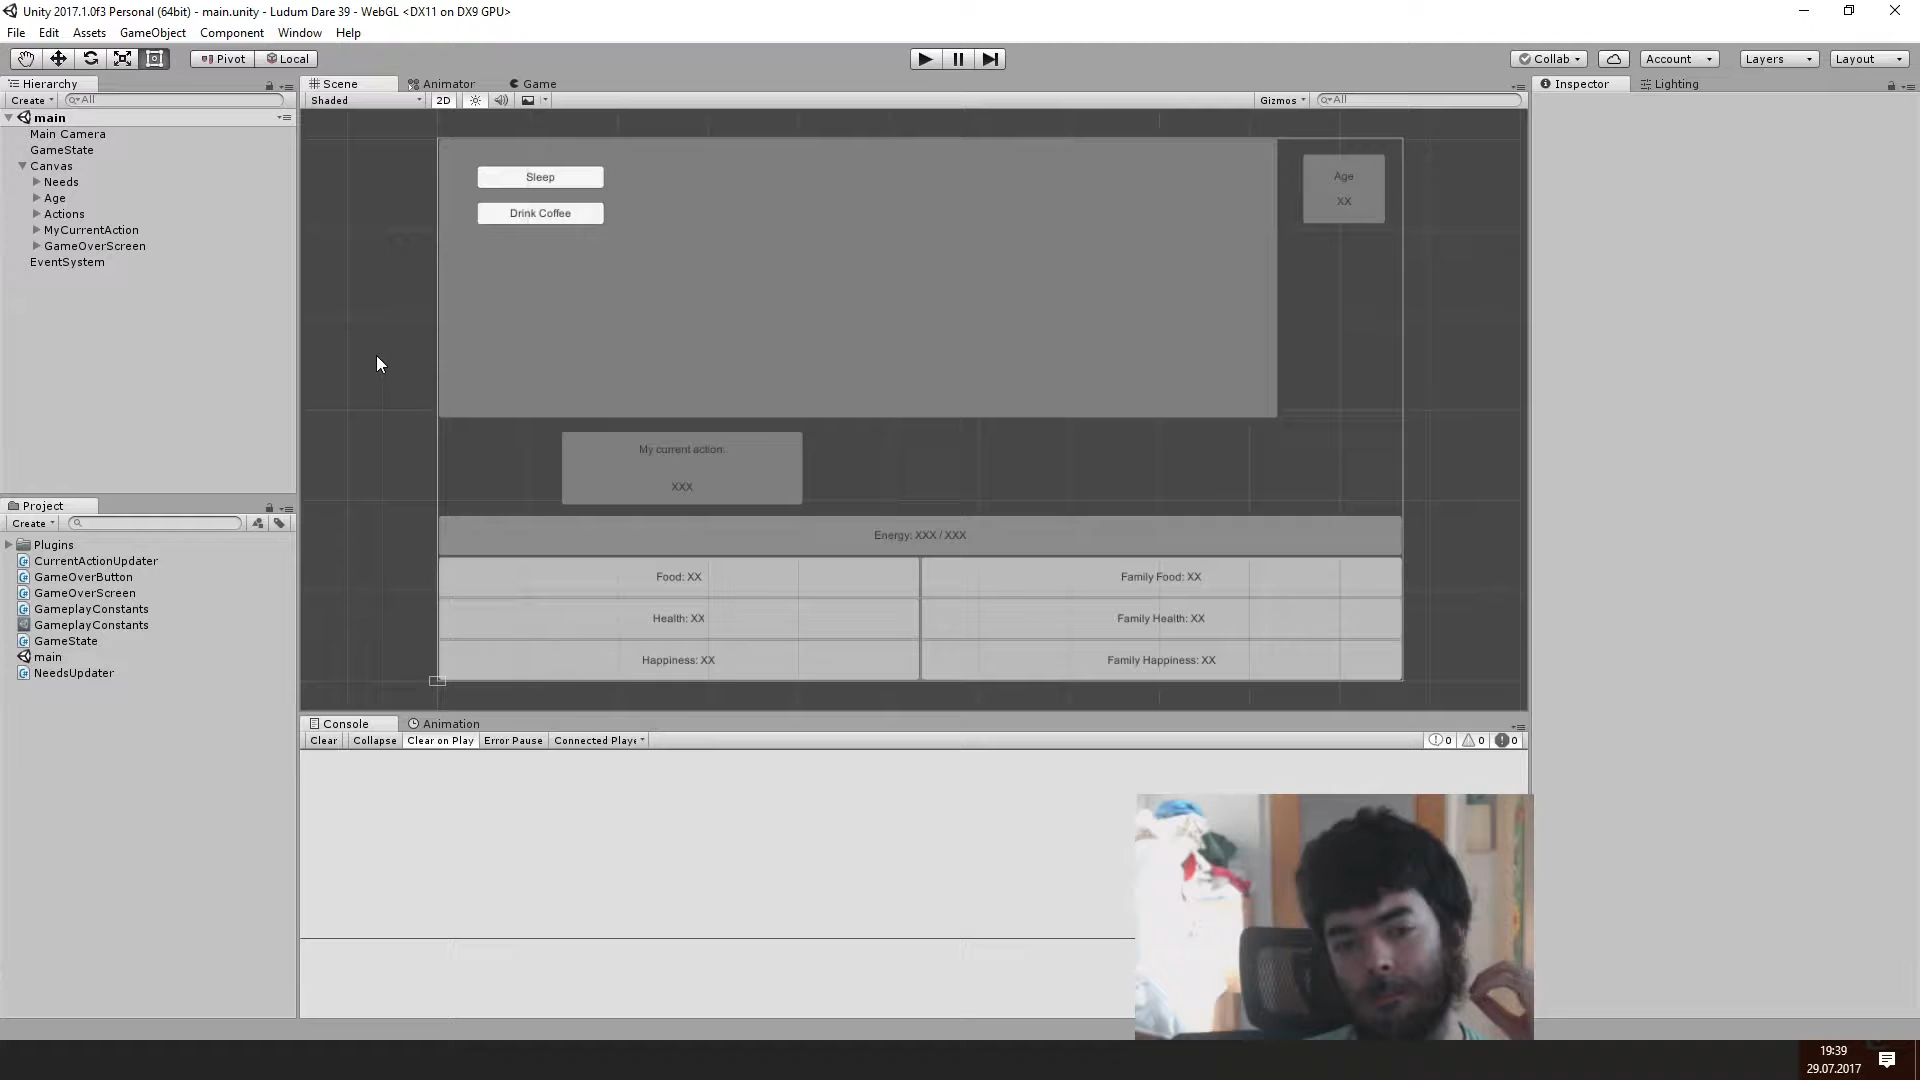 Unity 2017.1.0f3 Personal (64bit) - main.unity - Ludum Dare 39 - WebGL <DX11 on DX9 GPU>
File Edit Assets GameObject Component Window Help
Pivot Local Collab Account Layers Layout
Hierarchy Scene Animator Game Inspector Lighting
Create All Shaded 2D Gizmos All
main
Main Camera
GameState
Canvas
Needs
Age
Actions
MyCurrentAction
GameOverScreen
EventSystem
Sleep
Drink Coffee
Age
XX
My current action:
XXX
Energy: XXX / XXX
Food: XX Family Food: XX
Health: XX Family Health: XX
Happiness: XX Family Happiness: XX
Project
Create
Plugins
CurrentActionUpdater
GameOverButton
GameOverScreen
GameplayConstants
GameplayConstants
GameState
main
NeedsUpdater
Console Animation
Clear Collapse Clear on Play Error Pause Connected Playe 0 0 0
19:39
29.07.2017